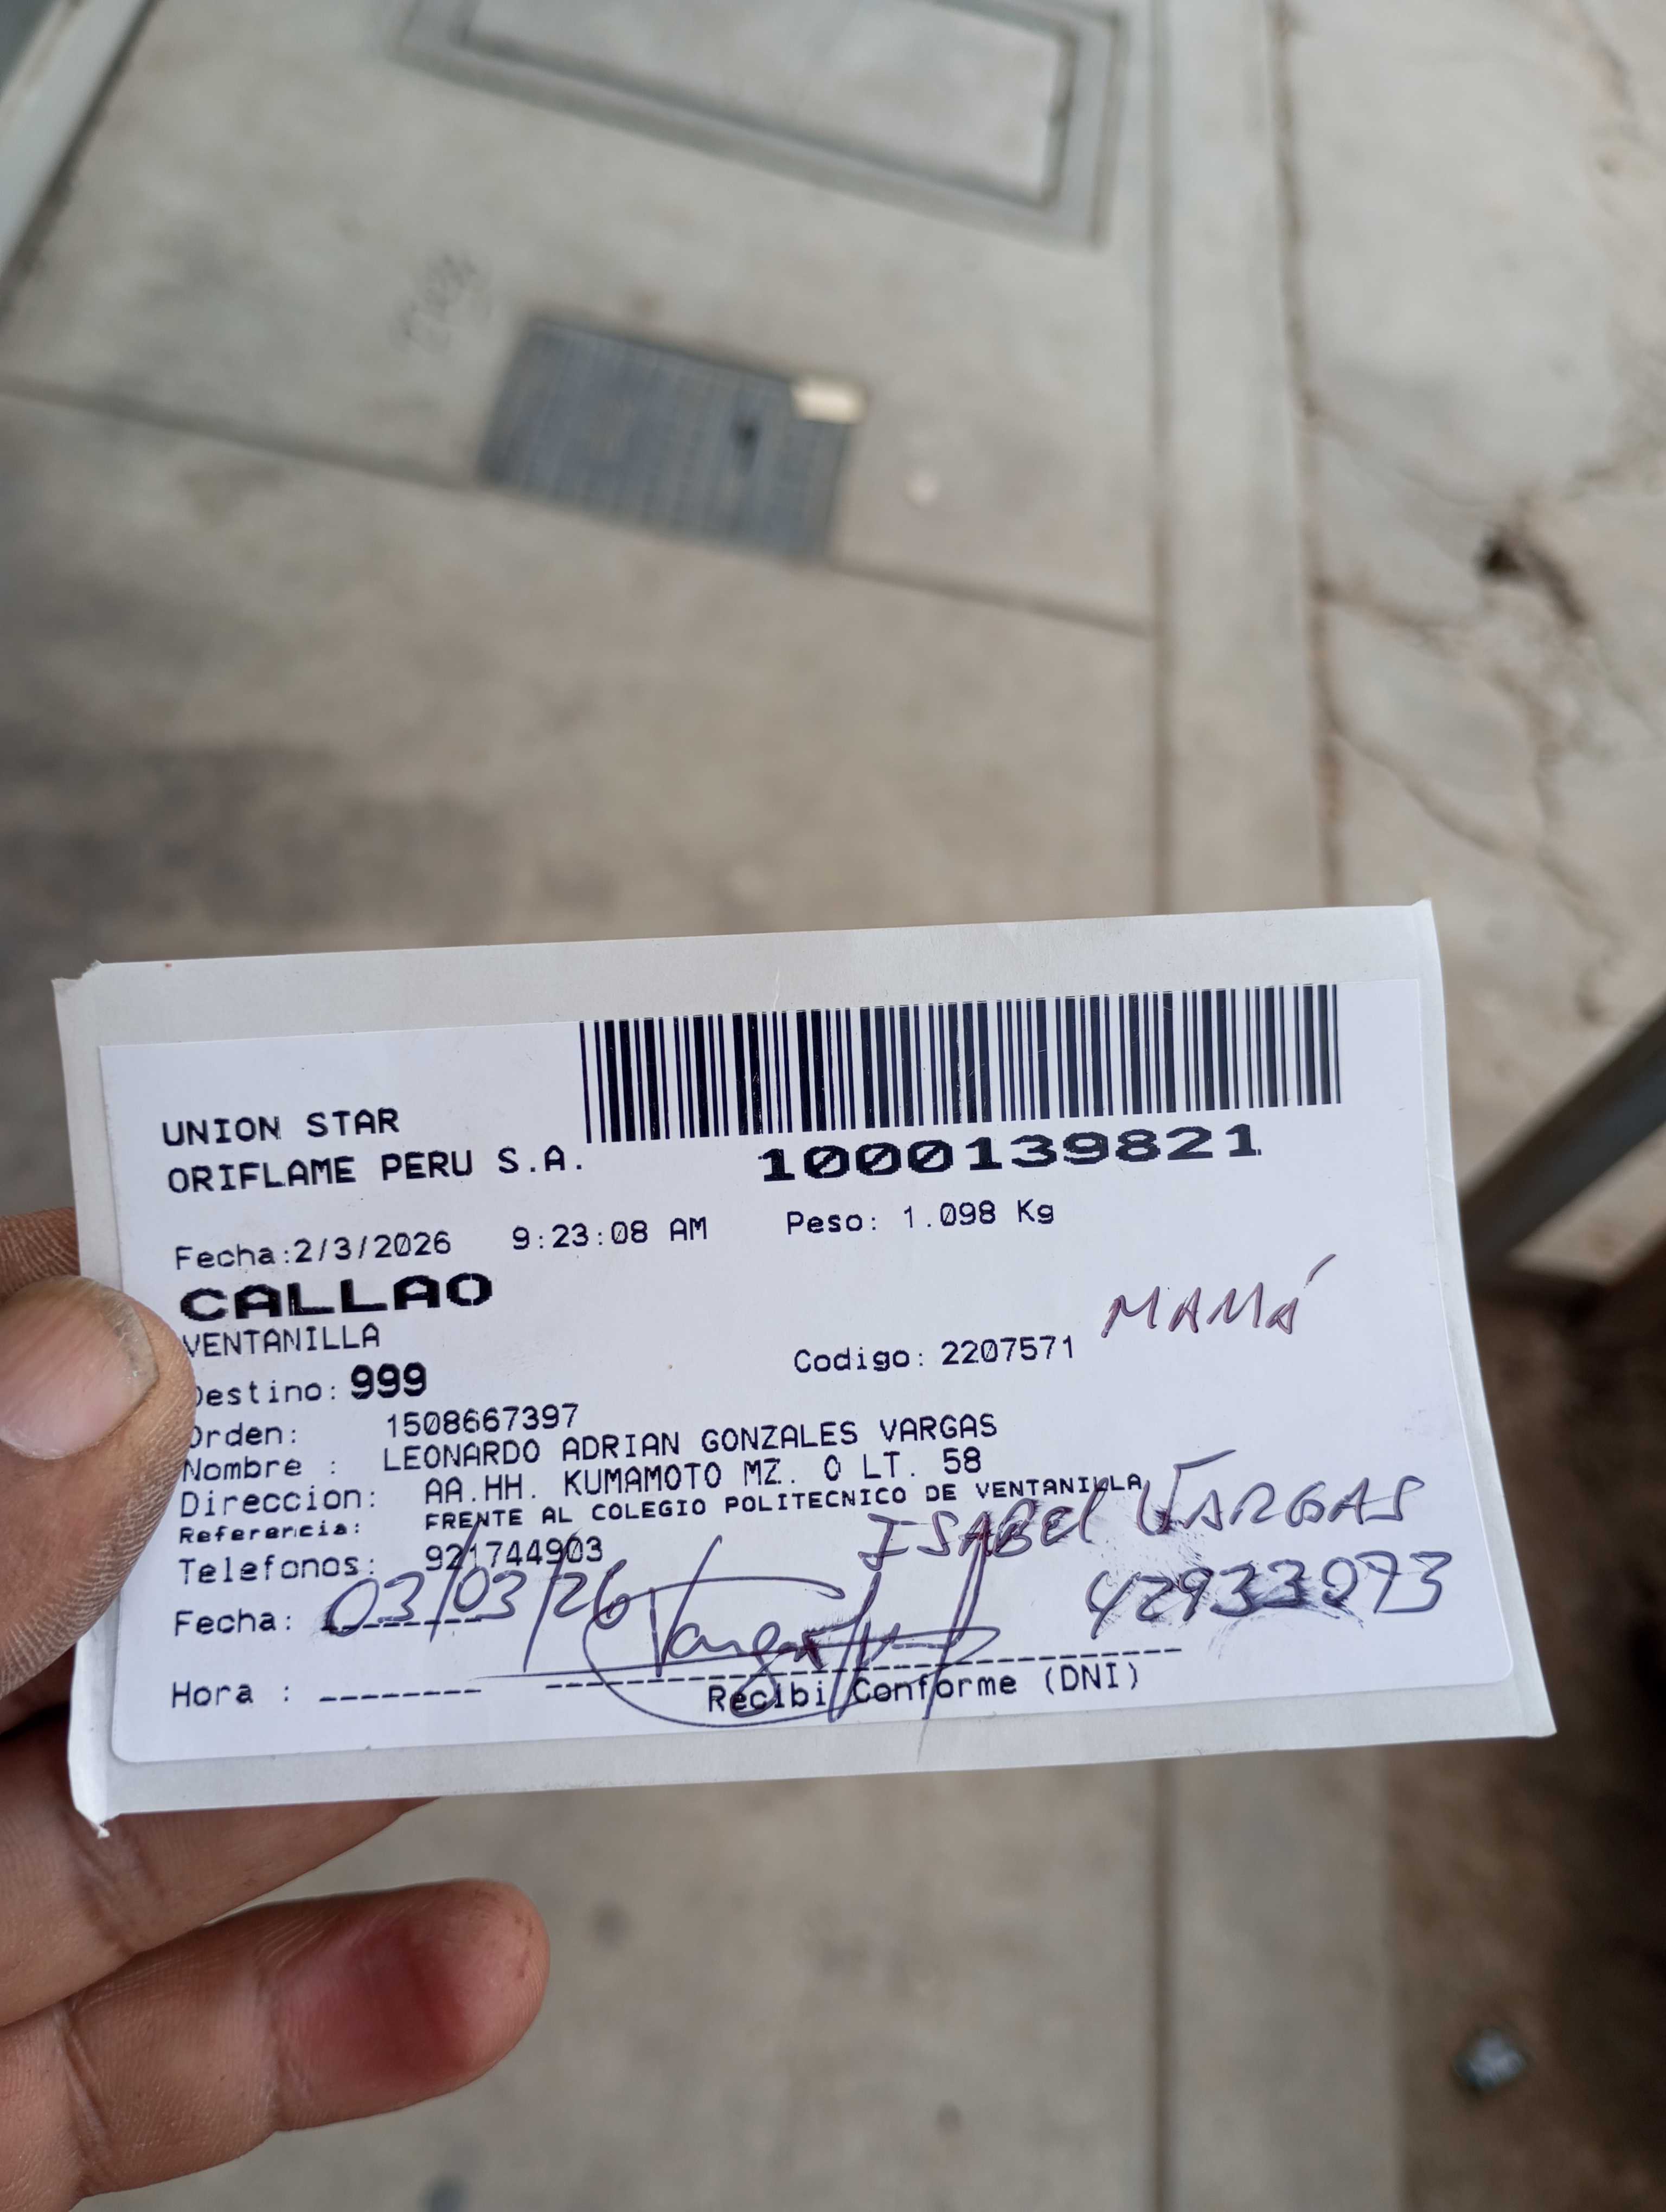 UNION STAR
ORIFLAME PERU S.A.
1000139821
Fecha:2/3/2026 9:23:08 AM Peso: 1.098 Kg
CALLAO
MAMÁ
VENTANILLA
Codigo: 2207571
Destino: 999
Orden: 1508667397
Nombre : LEONARDO ADRIAN GONZALES VARGAS
Direccion: AA.HH. KUMAMOTO MZ. O LT. 58
Referencia: FRENTE AL COLEGIO POLITECNICO DE VENTANILLA
ISABEL VARGAS
Telefonos: 921744903
42933093
Fecha: 03/03/26
Hora :
Recibi Conforme (DNI)